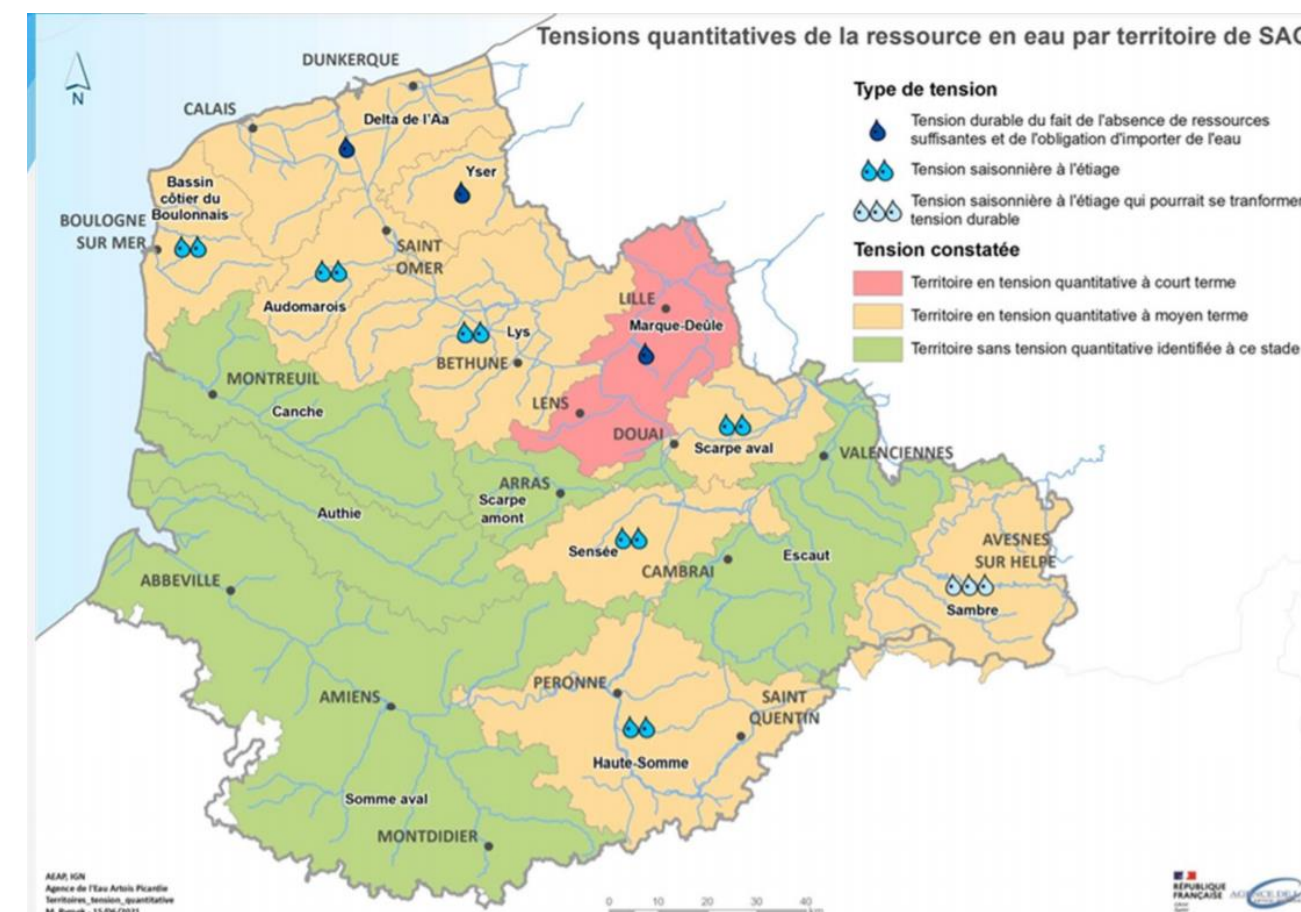 Tensions quantitatives de la ressource en eau par territoire de SAG
N
DUNKERQUE
CALAIS
Delta de l'Aa
Yser
Bassin
côtier du
Boulonnais
BOULOGNE
SUR MER
SAINT
OMER
Audomarois
Lys
LILLE
Marque-Deûle
BETHUNE
MONTREUIL
Canche
LENS
DOUAI
Scarpe aval
VALENCIENNES
ARRAS
Scarpe
amont
Authie
Sensée
CAMBRAI
Escaut
AVESNES
SUR HELPE
Sambre
ABBEVILLE
AMIENS
PERONNE
SAINT
QUENTIN
Haute-Somme
Somme aval
MONTDIDIER
Type de tension
Tension durable du fait de l'absence de ressources
suffisantes et de l'obligation d'importer de l'eau
Tension saisonnière à l'étiage
Tension saisonnière à l'étiage qui pourrait se tranformer
tension durable
Tension constatée
Territoire en tension quantitative à court terme
Territoire en tension quantitative à moyen terme
Territoire sans tension quantitative identifiée à ce stade
AEAP, IGN
Agence de l'Eau Artois Picardie
Territoires_tension_quantitative
0 10 20 30 40
RÉPUBLIQUE
FRANÇAISE